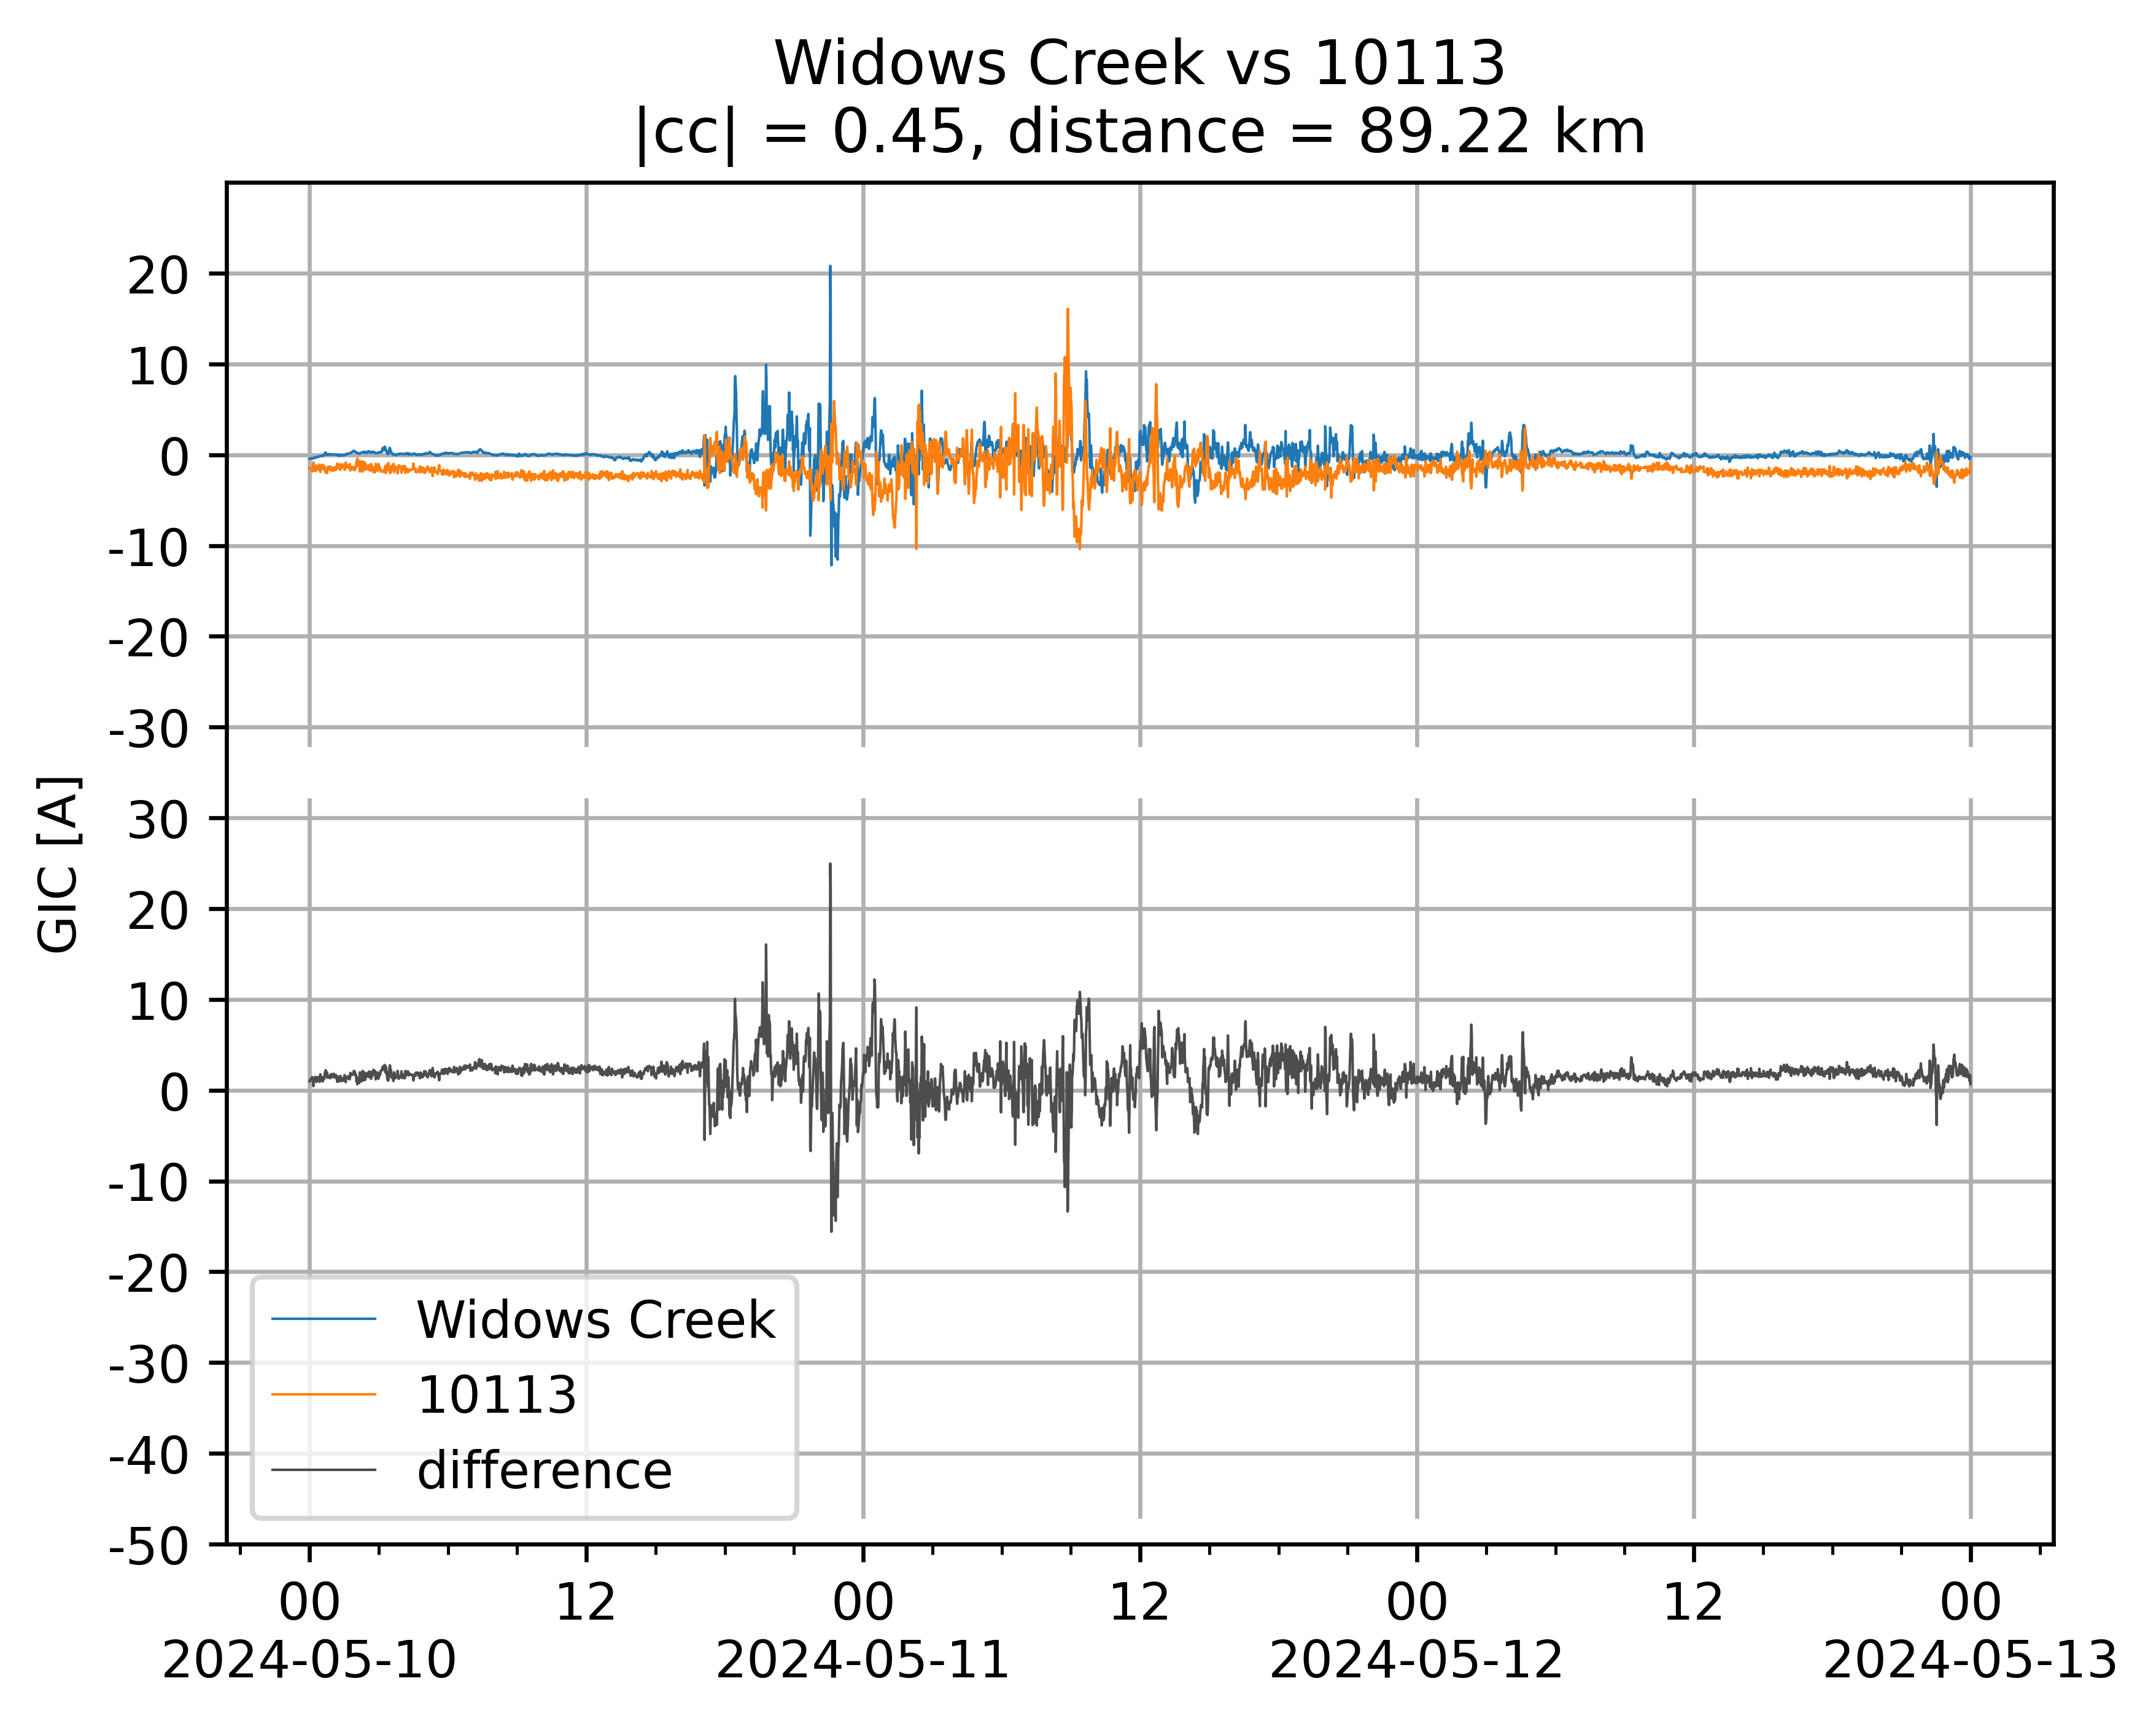 Widows Creek vs 10113
|cc| = 0.45, distance = 89.22 km
20
10
0
-10
-20
-30
30
20
10
0
-10
-20
-30
-40
-50
GIC [A]
Widows Creek
10113
difference
00 12 00 12 00 12 00
2024-05-10 2024-05-11 2024-05-12 2024-05-13